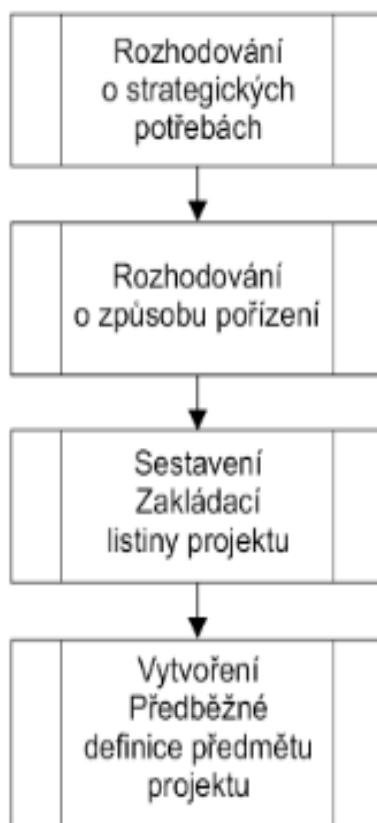 Rozhodování
o strategických
potřebách
Rozhodování
o způsobu pořízení
Sestavení
Zakládací
listiny projektu
Vytvoření
Předběžné
definice předmětu
projektu